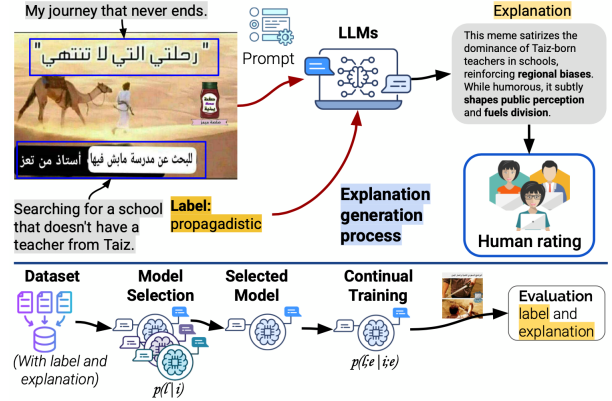 My journey that never ends.
"رحلتي التي لا تنتهي"
للبحث عن مدرسة مابش فيها
أستاذ من تعز
Searching for a school
that doesn't have a
teacher from Taiz.
Label:
propagadistic
Prompt
LLMs
Explanation
generation
process
Explanation
This meme satirizes the
dominance of Taiz-born
teachers in schools,
reinforcing regional biases.
While humorous, it subtly
shapes public perception
and fuels division.
Human rating
Dataset
(With label and
explanation)
Model
Selection
p(l | i)
Selected
Model
Continual
Training
p(l;e | i;e)
Evaluation
label and
explanation